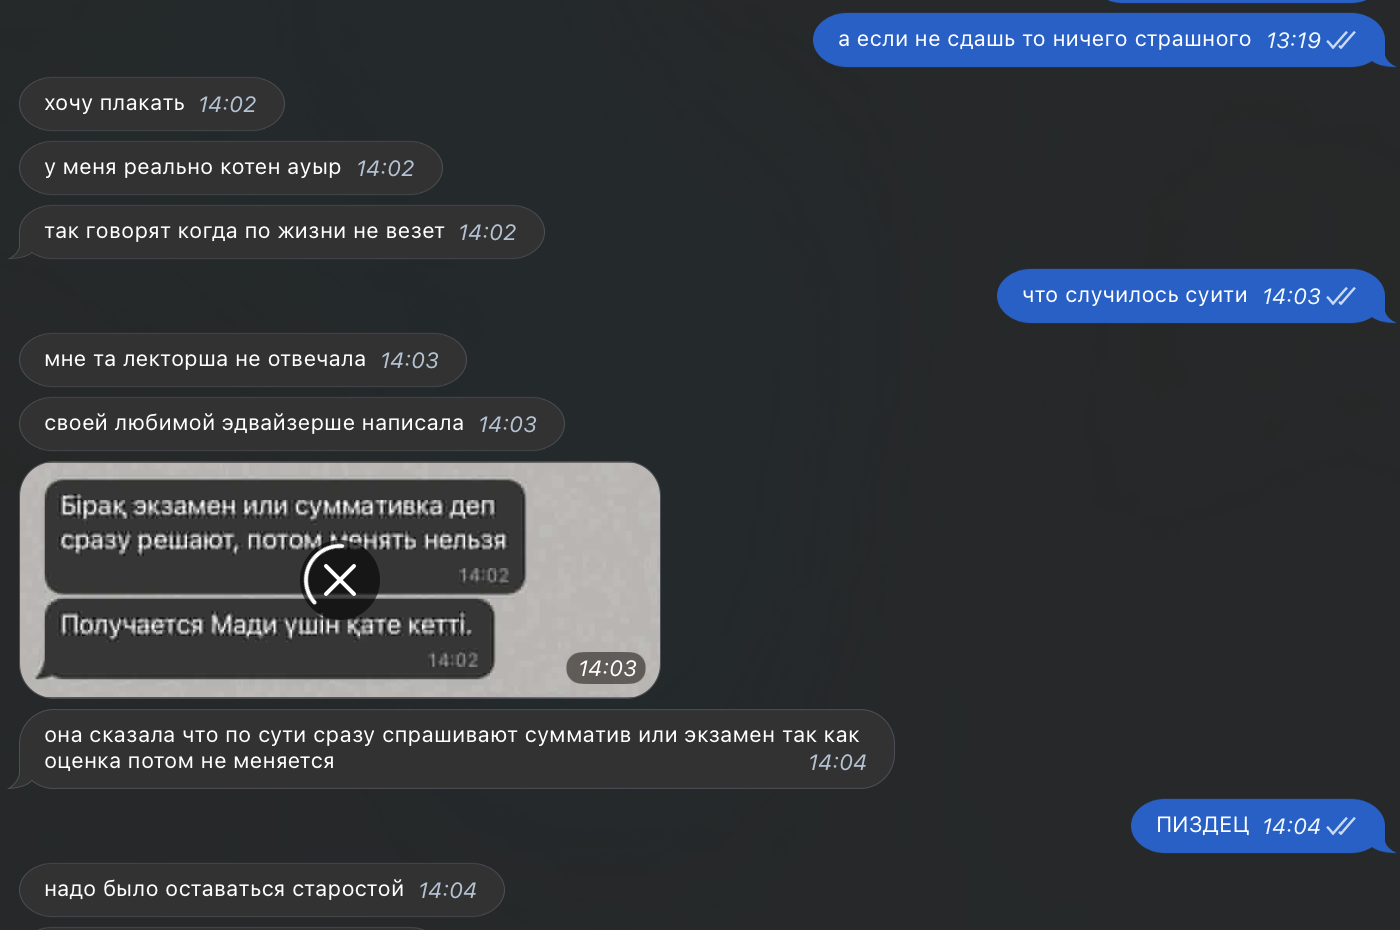 а если не сдашь то ничего страшного 13:19
хочу плакать 14:02
у меня реально котен ауыр 14:02
так говорят когда по жизни не везет 14:02
что случилось суити 14:03
мне та лекторша не отвечала 14:03
своей любимой эдвайзерше написала 14:03
Бірақ экзамен или суммативка деп
сразу решают, потом менять нельзя
14:02
Получается Мади үшін қате кетті.
14:02
14:03
она сказала что по сути сразу спрашивают сумматив или экзамен так как
оценка потом не меняется 14:04
ПИЗДЕЦ 14:04
надо было оставаться старостой 14:04